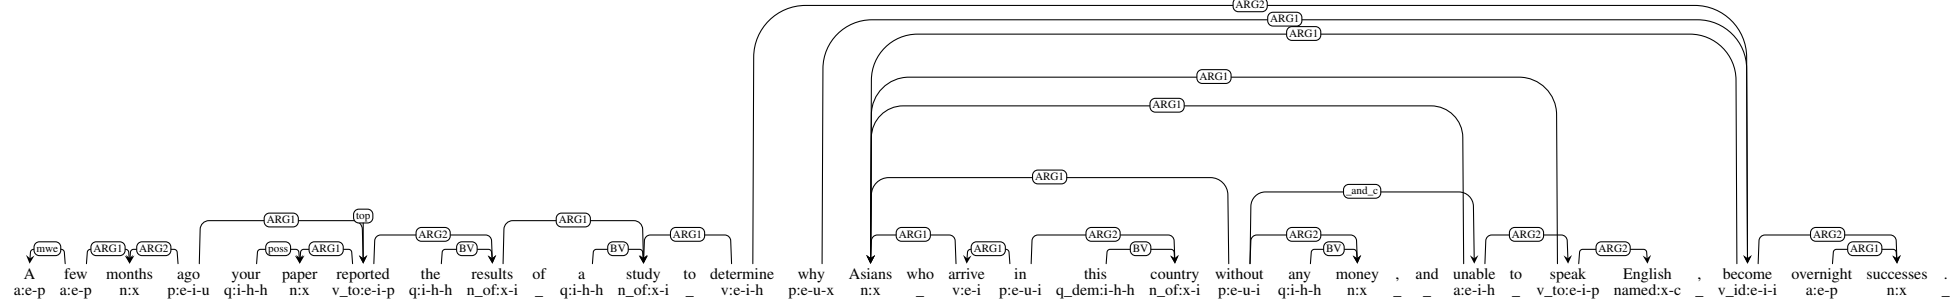 ARG2
ARG1
ARG1
ARG1
ARG1
ARG1 _and_c
ARG1 top ARG1
ARG2 BV BV ARG1 ARG1 ARG2 ARG2 ARG2 ARG2
mwe ARG1 ARG2 poss ARG1 BV ARG1 BV BV ARG2 ARG1
A few months ago your paper reported the results of a study to determine why Asians who arrive in this country without any money , and unable to speak English , become overnight successes .
a:e-p a:e-p n:x p:e-i-u q:i-h-h n:x v_to:e-i-p q:i-h-h n_of:x-i _ q:i-h-h n_of:x-i _ v:e-i-h p:e-u-x n:x _ v:e-i p:e-u-i q_dem:i-h-h n_of:x-i p:e-u-i q:i-h-h n:x _ _ a:e-i-h _ v_to:e-i-p named:x-c _ v_id:e-i-i a:e-p n:x _